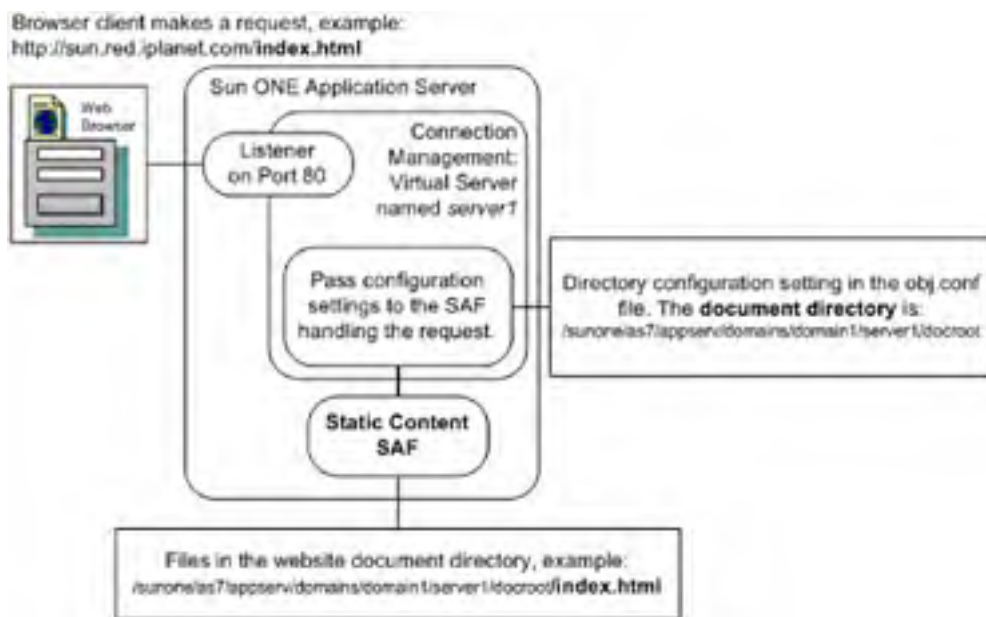 Browser client makes a request, example:
http://sun.red.iplanet.com/index.html
Sun ONE Application Server
Web
Browser
Listener
on Port 80
Connection
Management:
Virtual Server
named server1
Pass configuration
settings to the SAF
handling the request.
Directory configuration setting in the obj.conf
file. The document directory is:
/sunone/as7/appserv/domains/domain1/server1/docroot
Static Content
SAF
Files in the website document directory, example:
/sunone/as7/appserv/domains/domain1/server1/docroot/index.html